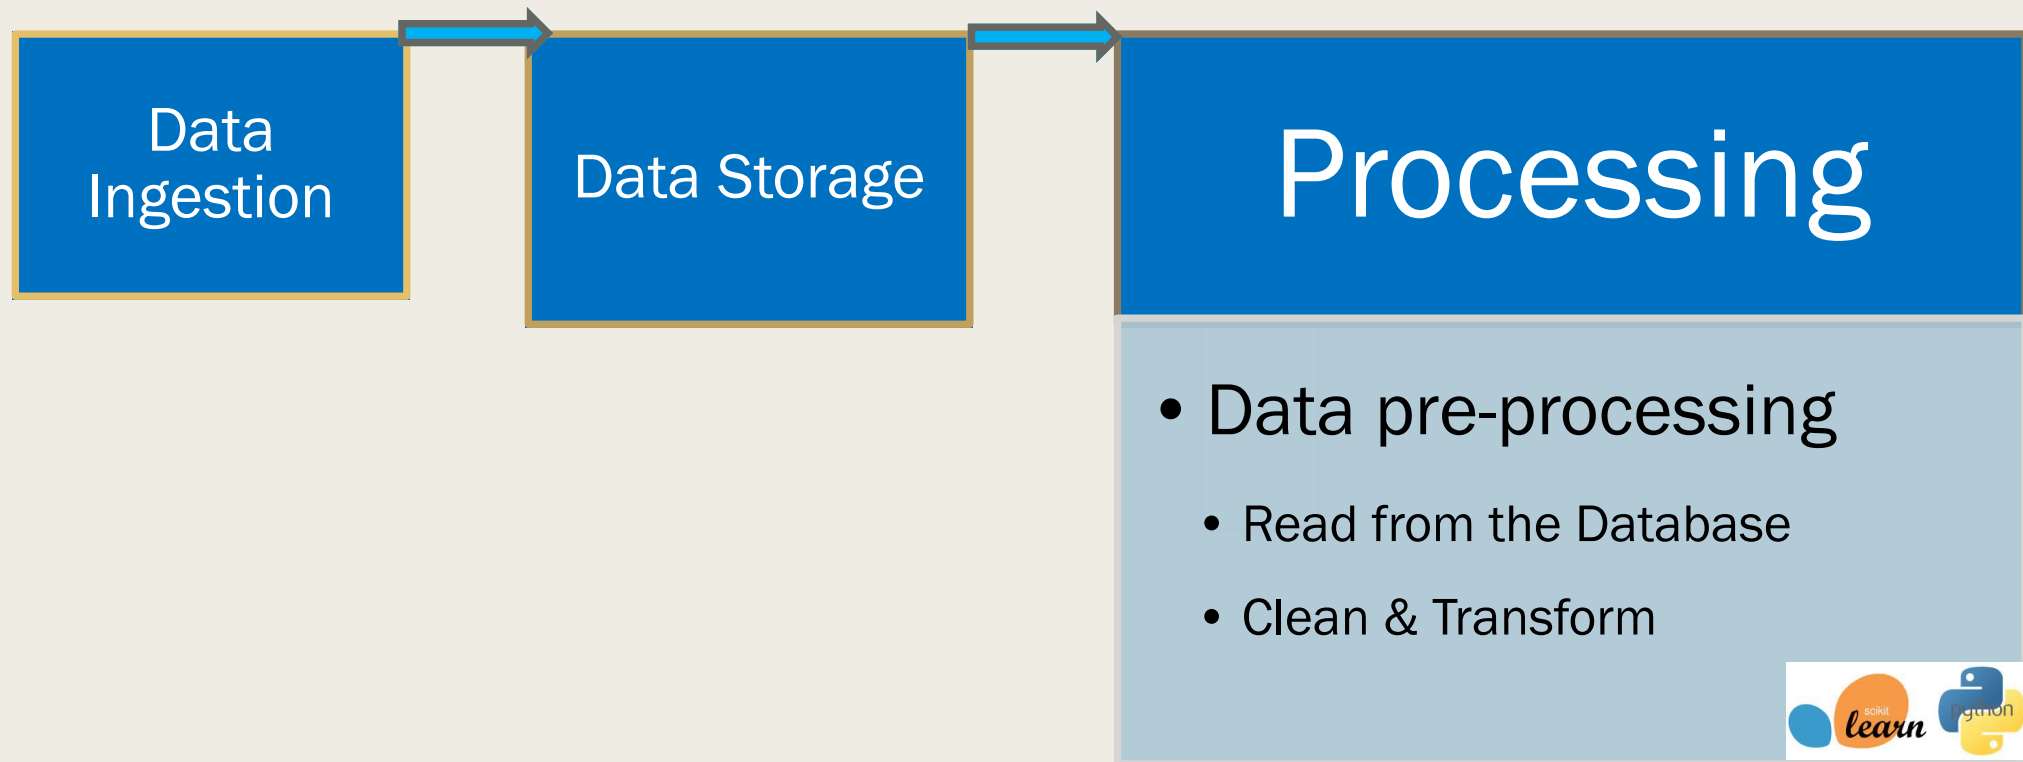 Data
Ingestion
Data Storage
Processing
• Data pre-processing
• Read from the Database
• Clean & Transform
scikit
learn
python